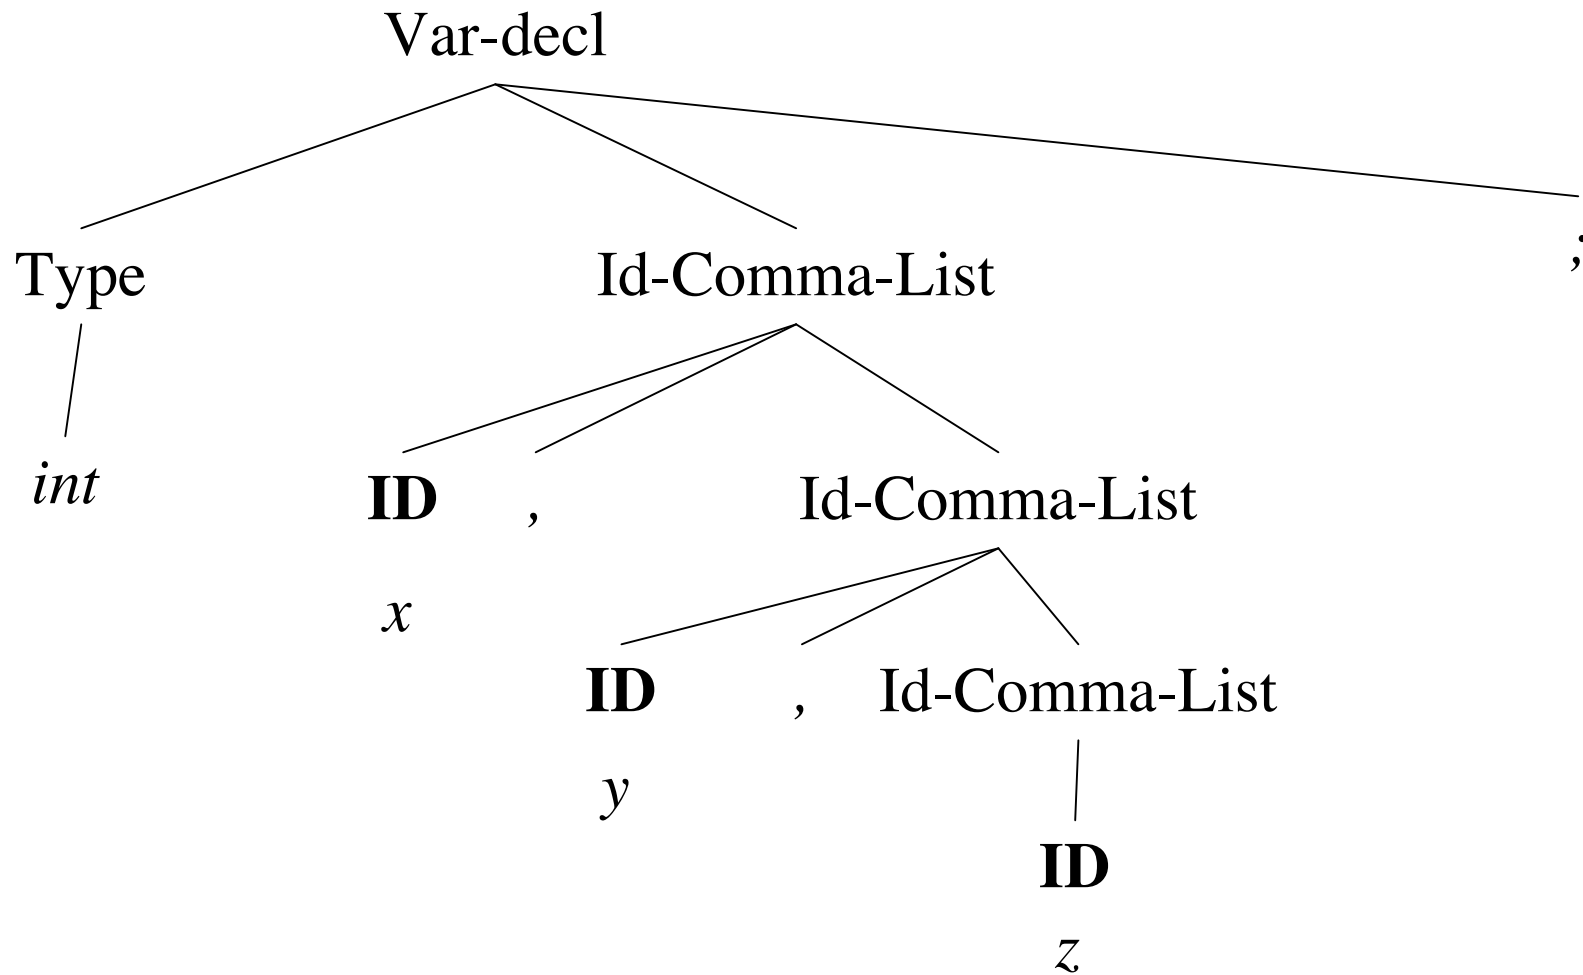 Var-decl
Type Id-Comma-List ;
int ID , Id-Comma-List
x
ID , Id-Comma-List
y
ID
z